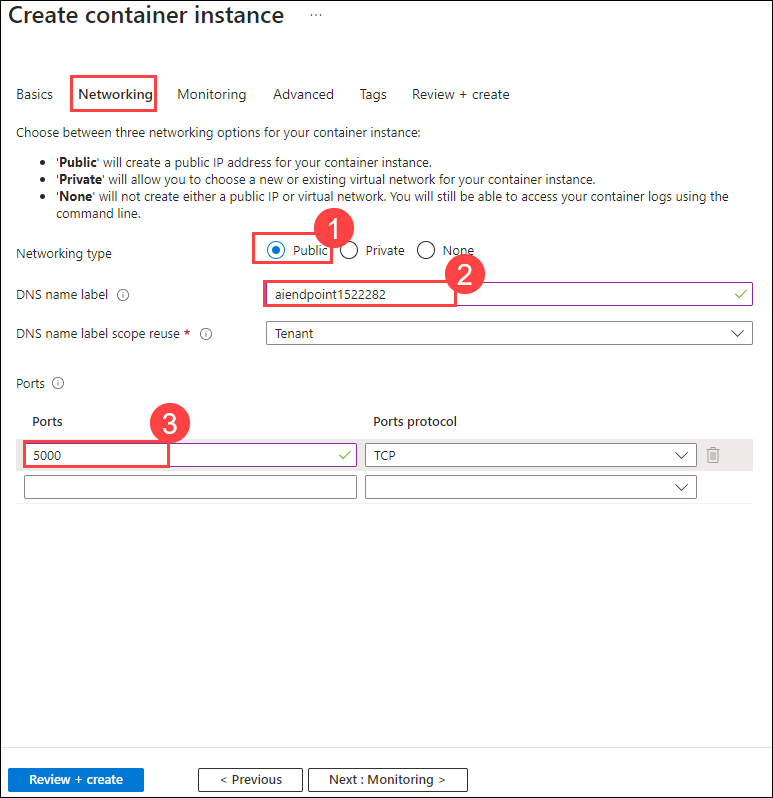 Create container instance ...
Basics Networking Monitoring Advanced Tags Review + create
Choose between three networking options for your container instance:
• 'Public' will create a public IP address for your container instance.
• 'Private' will allow you to choose a new or existing virtual network for your container instance.
• 'None' will not create either a public IP or virtual network. You will still be able to access your container logs using the
command line.
1
Networking type Public Private None
2
DNS name label aiendpoint1522282
DNS name label scope reuse * Tenant
Ports
Ports 3 Ports protocol
5000 TCP
Review + create < Previous Next : Monitoring >